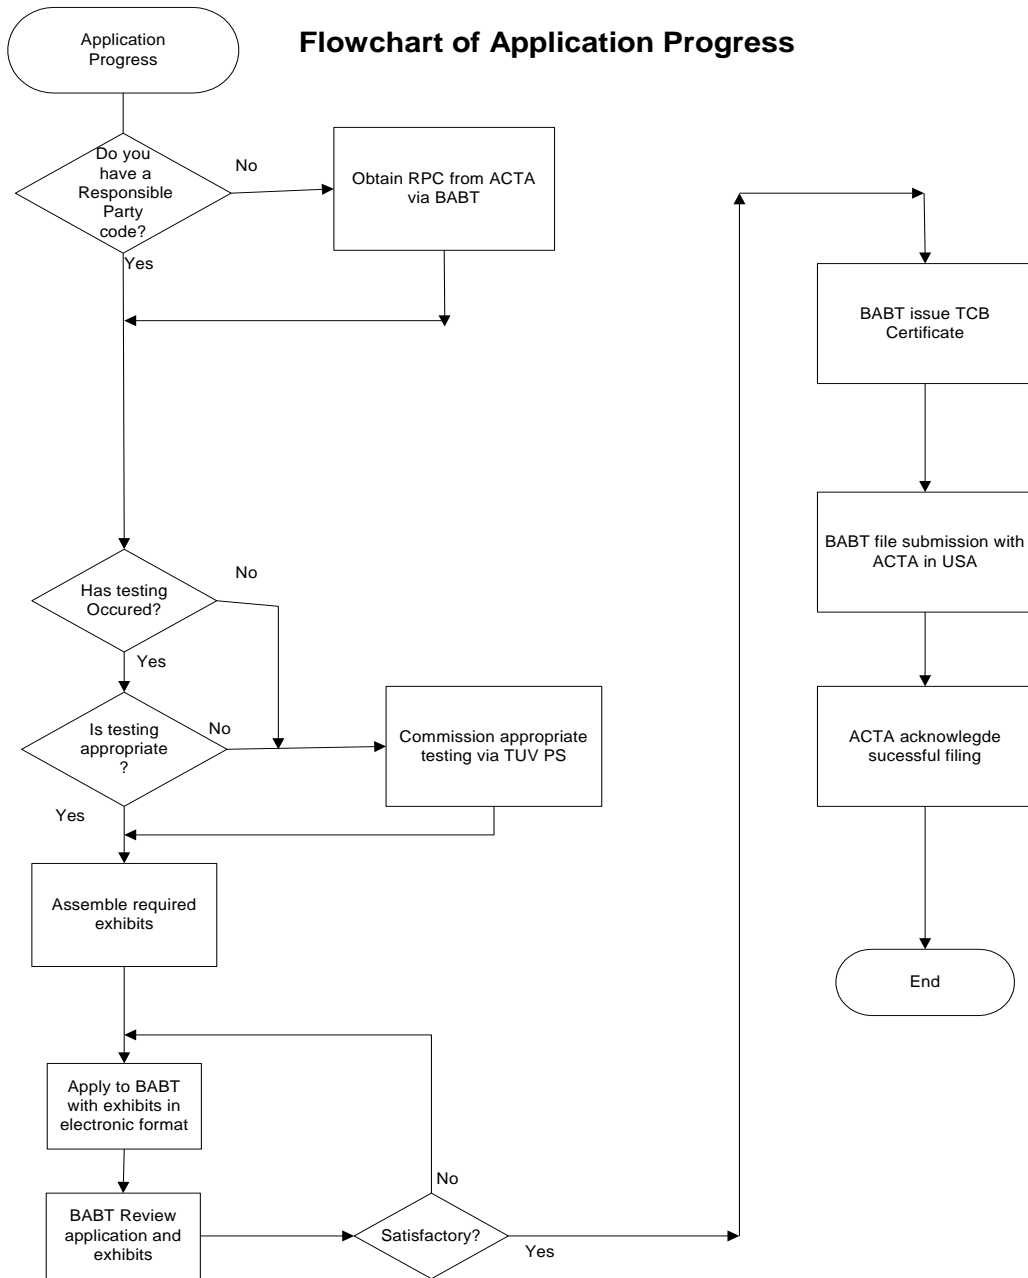 Application
Progress
Flowchart of Application Progress
Do you
have a
Responsible
Party
code?
No
Obtain RPC from ACTA
via BABT
Yes
Has testing
Occured?
No
Yes
Is testing
appropriate
?
No
Commission appropriate
testing via TUV PS
Yes
Assemble required
exhibits
Apply to BABT
with exhibits in
electronic format
BABT Review
application and
exhibits
Satisfactory?
No
Yes
BABT issue TCB
Certificate
BABT file submission with
ACTA in USA
ACTA acknowlegde
sucessful filing
End